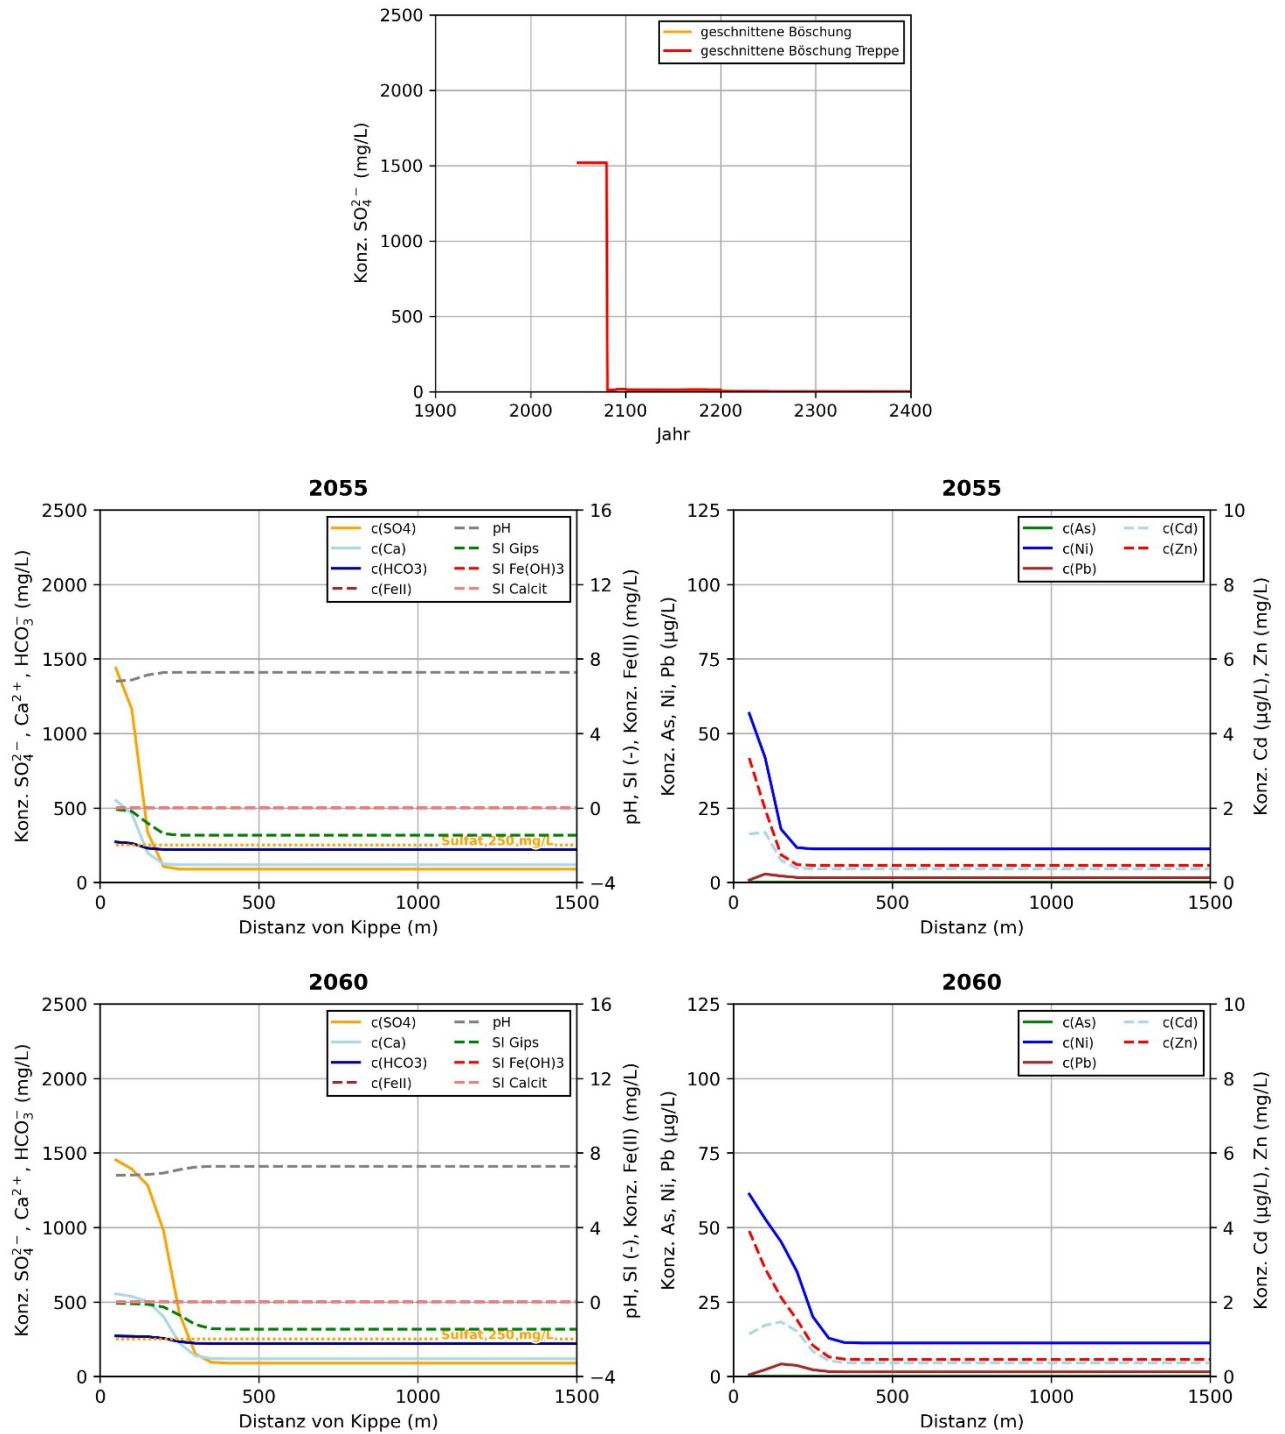 2500
2000
1500
1000
500
0
1900 2000 2100 2200 2300 2400
Konz. SO₄²⁻ (mg/L)
Jahr
geschnittene Böschung
geschnittene Böschung Treppe
2055
2500
2000
1500
1000
500
0
0 500 1000 1500
16
12
8
4
0
−4
Konz. SO₄²⁻, Ca²⁺, HCO₃⁻ (mg/L)
pH, SI (-), Konz. Fe(II) (mg/L)
Distanz von Kippe (m)
c(SO4) pH
c(Ca) SI Gips
c(HCO3) SI Fe(OH)3
c(FeII) SI Calcit
Sulfat 250 mg/L
2055
125
100
75
50
25
0
0 500 1000 1500
10
8
6
4
2
0
Konz. As, Ni, Pb (µg/L)
Konz. Cd (µg/L), Zn (mg/L)
Distanz (m)
c(As) c(Cd)
c(Ni) c(Zn)
c(Pb)
2060
2500
2000
1500
1000
500
0
0 500 1000 1500
16
12
8
4
0
−4
Konz. SO₄²⁻, Ca²⁺, HCO₃⁻ (mg/L)
pH, SI (-), Konz. Fe(II) (mg/L)
Distanz von Kippe (m)
c(SO4) pH
c(Ca) SI Gips
c(HCO3) SI Fe(OH)3
c(FeII) SI Calcit
Sulfat 250 mg/L
2060
125
100
75
50
25
0
0 500 1000 1500
10
8
6
4
2
0
Konz. As, Ni, Pb (µg/L)
Konz. Cd (µg/L), Zn (mg/L)
Distanz (m)
c(As) c(Cd)
c(Ni) c(Zn)
c(Pb)